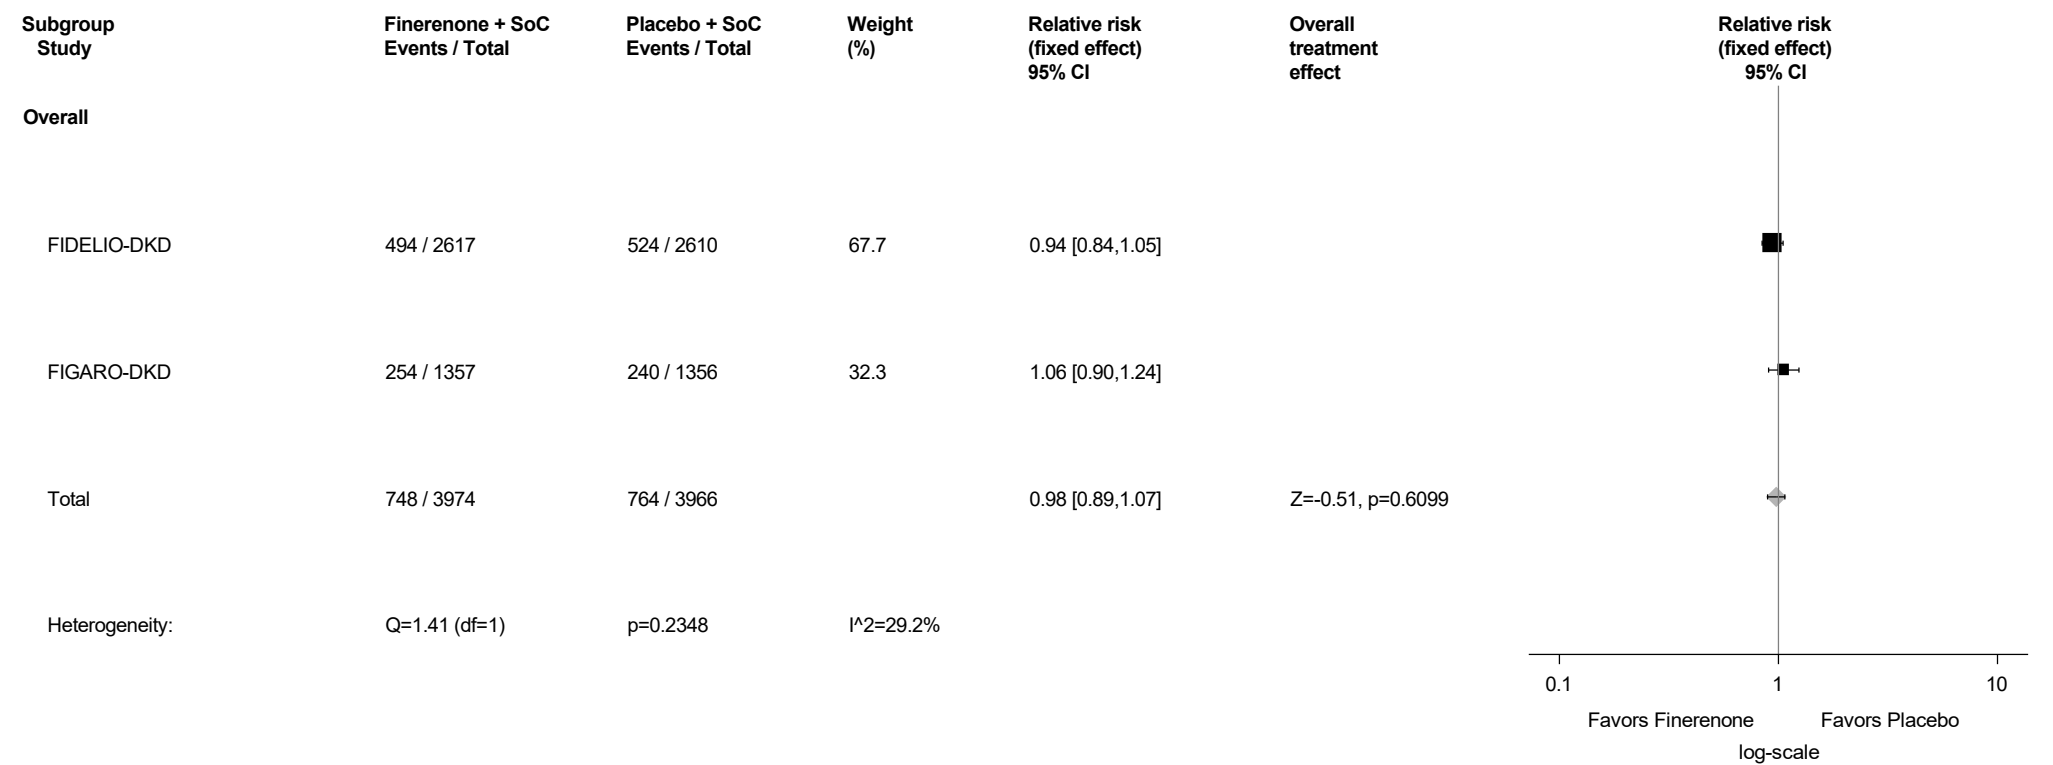 Subgroup Finerenone + SoC Placebo + SoC Weight Relative risk Overall Relative risk
Study Events / Total Events / Total (%) (fixed effect) treatment (fixed effect)
95% CI effect 95% CI
Overall
FIDELIO-DKD 494 / 2617 524 / 2610 67.7 0.94 [0.84,1.05]
FIGARO-DKD 254 / 1357 240 / 1356 32.3 1.06 [0.90,1.24]
Total 748 / 3974 764 / 3966 0.98 [0.89,1.07] Z=-0.51, p=0.6099
Heterogeneity: Q=1.41 (df=1) p=0.2348 I^2=29.2%
0.1 1 10
Favors Finerenone Favors Placebo
log-scale